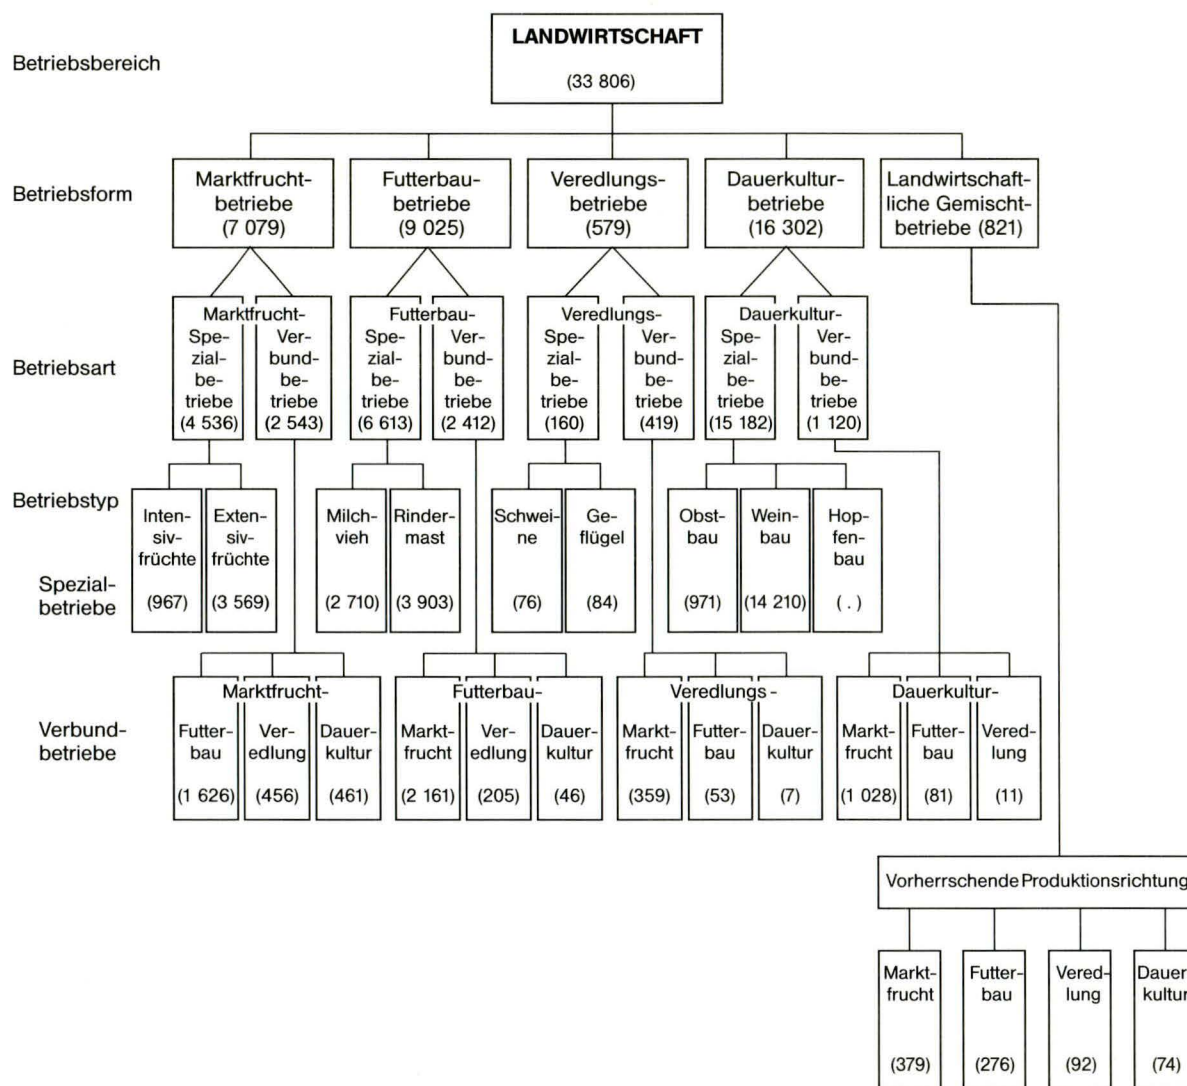 LANDWIRTSCHAFT
Betriebsbereich
(33 806)
Betriebsform
Marktfrucht-
betriebe
(7 079)
Futterbau-
betriebe
(9 025)
Veredlungs-
betriebe
(579)
Dauerkultur-
betriebe
(16 302)
Landwirtschaft-
liche Gemischt-
betriebe (821)
Betriebsart
Marktfrucht-
Spe-
zial-
be-
triebe
(4 536)
Ver-
bund-
be-
triebe
(2 543)
Futterbau-
Spe-
zial-
be-
triebe
(6 613)
Ver-
bund-
be-
triebe
(2 412)
Veredlungs-
Spe-
zial-
be-
triebe
(160)
Ver-
bund-
be-
triebe
(419)
Dauerkultur-
Spe-
zial-
be-
triebe
(15 182)
Ver-
bund-
be-
triebe
(1 120)
Betriebstyp
Spezial-
betriebe
Inten-
siv-
früchte
(967)
Exten-
siv-
früchte
(3 569)
Milch-
vieh
(2 710)
Rinder-
mast
(3 903)
Schwei-
ne
(76)
Ge-
flügel
(84)
Obst-
bau
(971)
Wein-
bau
(14 210)
Hop-
fen-
bau
( . )
Verbund-
betriebe
Marktfrucht-
Futter-
bau
(1 626)
Ver-
edlung
(456)
Dauer-
kultur
(461)
Futterbau-
Markt-
frucht
(2 161)
Ver-
edlung
(205)
Dauer-
kultur
(46)
Veredlungs -
Markt-
frucht
(359)
Futter-
bau
(53)
Dauer-
kultur
(7)
Dauerkultur-
Markt-
frucht
(1 028)
Futter-
bau
(81)
Vered-
lung
(11)
Vorherrschende Produktionsrichtung
Markt-
frucht
(379)
Futter-
bau
(276)
Vered-
lung
(92)
Dauer-
kultur
(74)